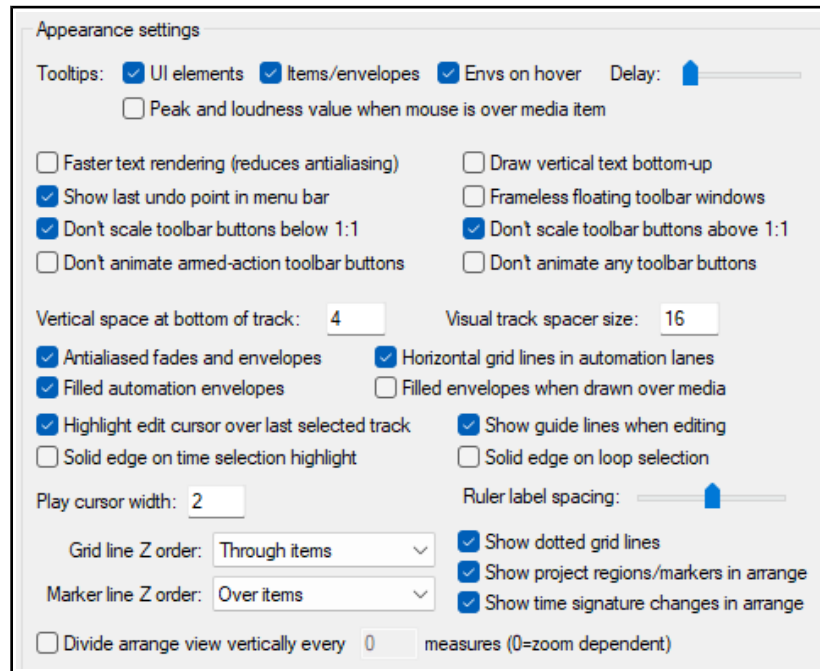 Appearance settings
Tooltips: UI elements Items/envelopes Envs on hover Delay:
Peak and loudness value when mouse is over media item
Faster text rendering (reduces antialiasing) Draw vertical text bottom-up
Show last undo point in menu bar Frameless floating toolbar windows
Don't scale toolbar buttons below 1:1 Don't scale toolbar buttons above 1:1
Don't animate armed-action toolbar buttons Don't animate any toolbar buttons
Vertical space at bottom of track: 4 Visual track spacer size: 16
Antialiased fades and envelopes Horizontal grid lines in automation lanes
Filled automation envelopes Filled envelopes when drawn over media
Highlight edit cursor over last selected track Show guide lines when editing
Solid edge on time selection highlight Solid edge on loop selection
Play cursor width: 2 Ruler label spacing:
Grid line Z order: Through items Show dotted grid lines
Show project regions/markers in arrange
Marker line Z order: Over items Show time signature changes in arrange
Divide arrange view vertically every 0 measures (0=zoom dependent)